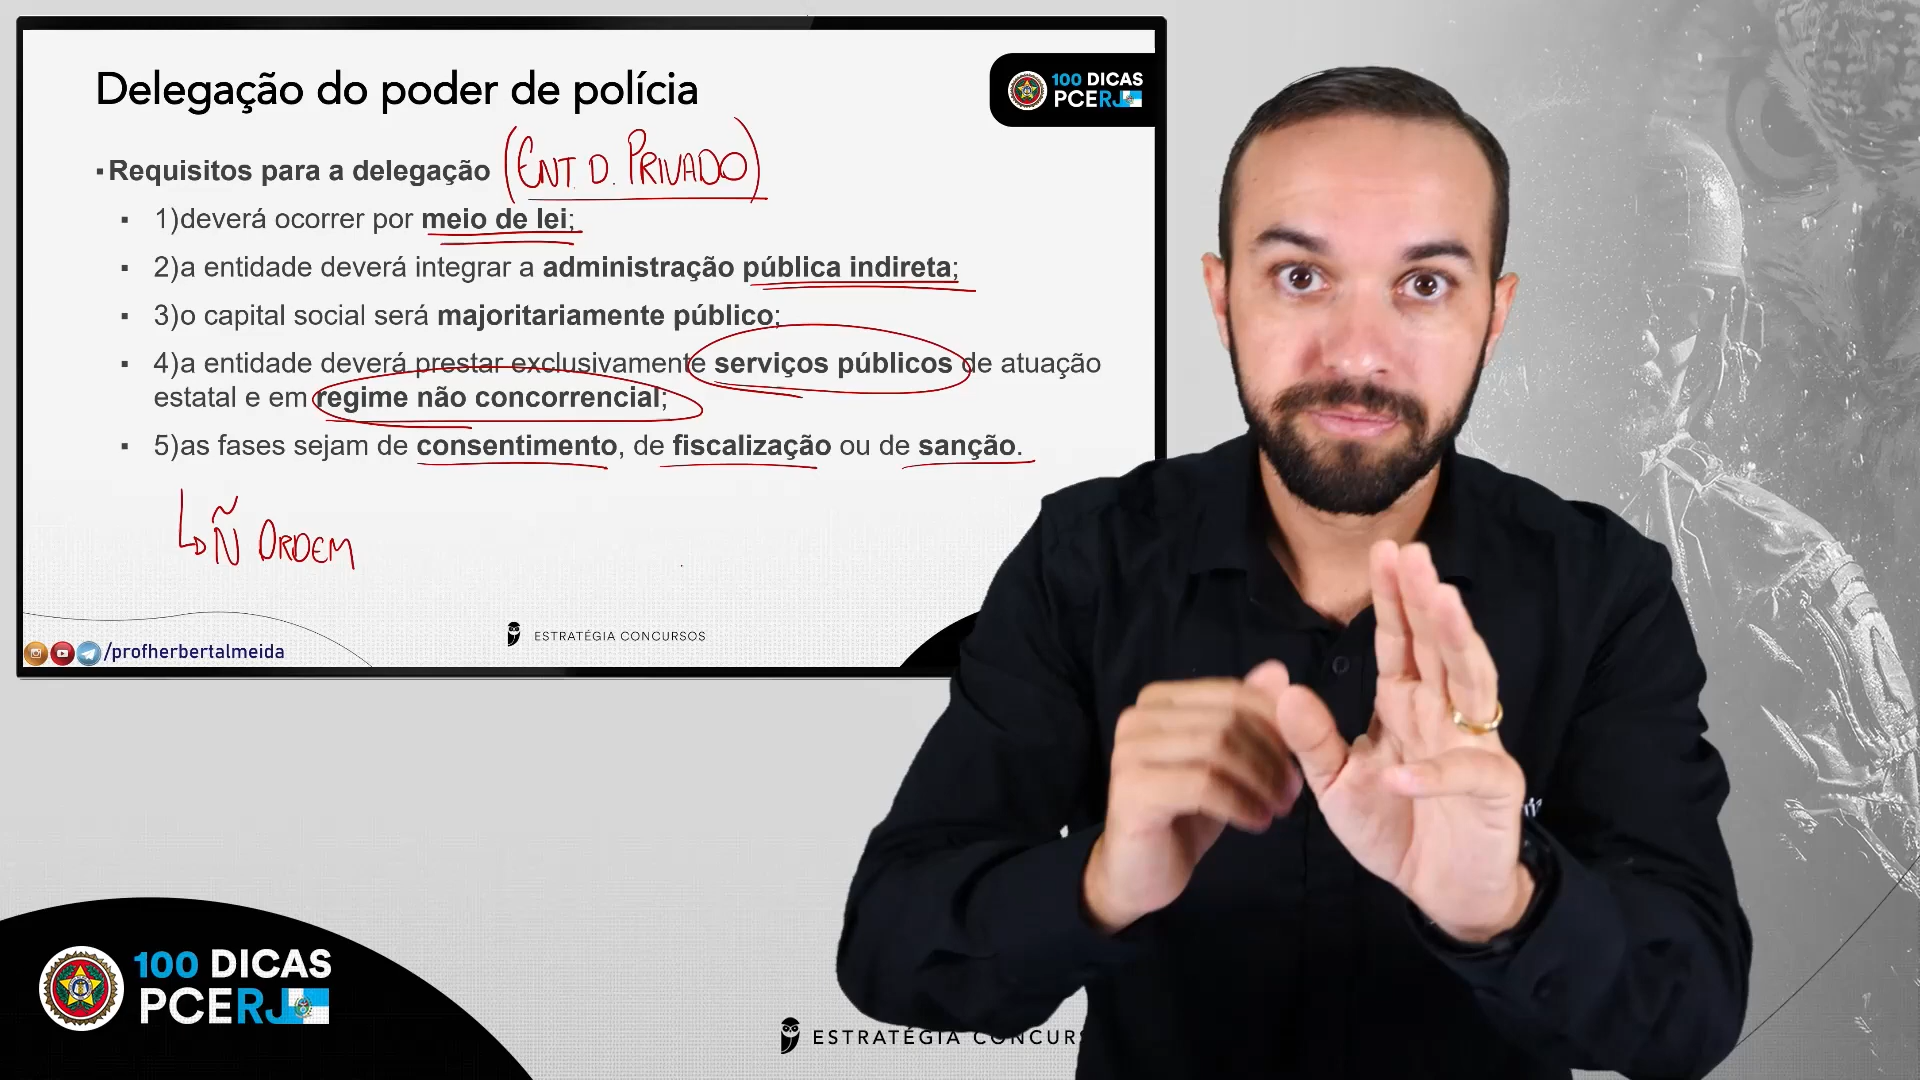 Delegação do poder de polícia
100 DICAS
PCERJ
▪ Requisitos para a delegação (ENT. D. PRIVADO)
▪ 1)deverá ocorrer por meio de lei;
▪ 2)a entidade deverá integrar a administração pública indireta;
▪ 3)o capital social será majoritariamente público;
▪ 4)a entidade deverá prestar exclusivamente serviços públicos de atuação
estatal e em regime não concorrencial;
▪ 5)as fases sejam de consentimento, de fiscalização ou de sanção.
Ñ ORDEM
ESTRATÉGIA CONCURSOS
/profherbertalmeida
100 DICAS
PCERJ
ESTRATÉGIA CONCURS